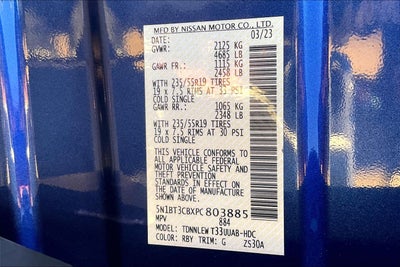 MFD BY NISSAN MOTOR CO., LTD.
03/23
GVWR: 2125 KG
4685 LB
GAWR FR.: 1115 KG
2458 LB
WITH 235/55R19 TIRES
19 x 7.5 RIMS AT 31 PSI
COLD SINGLE
GAWR RR.: 1065 KG
2348 LB
WITH 235/55R19 TIRES
19 x 7.5 RIMS AT 30 PSI
COLD SINGLE
THIS VEHICLE CONFORMS TO
ALL APPLICABLE FEDERAL MOTOR
VEHICLE SAFETY AND
THEFT PREVENTION
STANDARDS IN EFFECT ON
THE DATE OF MANUFACTURE
SHOWN ABOVE.
5N1BT3CBXPC 803885
MPV 884
MODEL: TDNNLEW T33UUAB-HDC
COLOR: RBY TRIM: G ZS30A